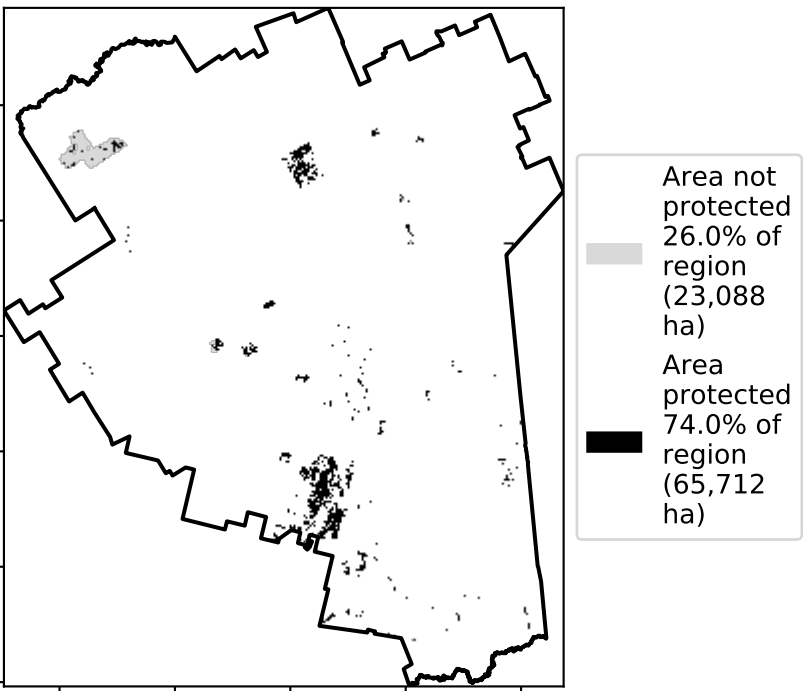 Area not
protected
26.0% of
region
(23,088
ha)
Area
protected
74.0% of
region
(65,712
ha)